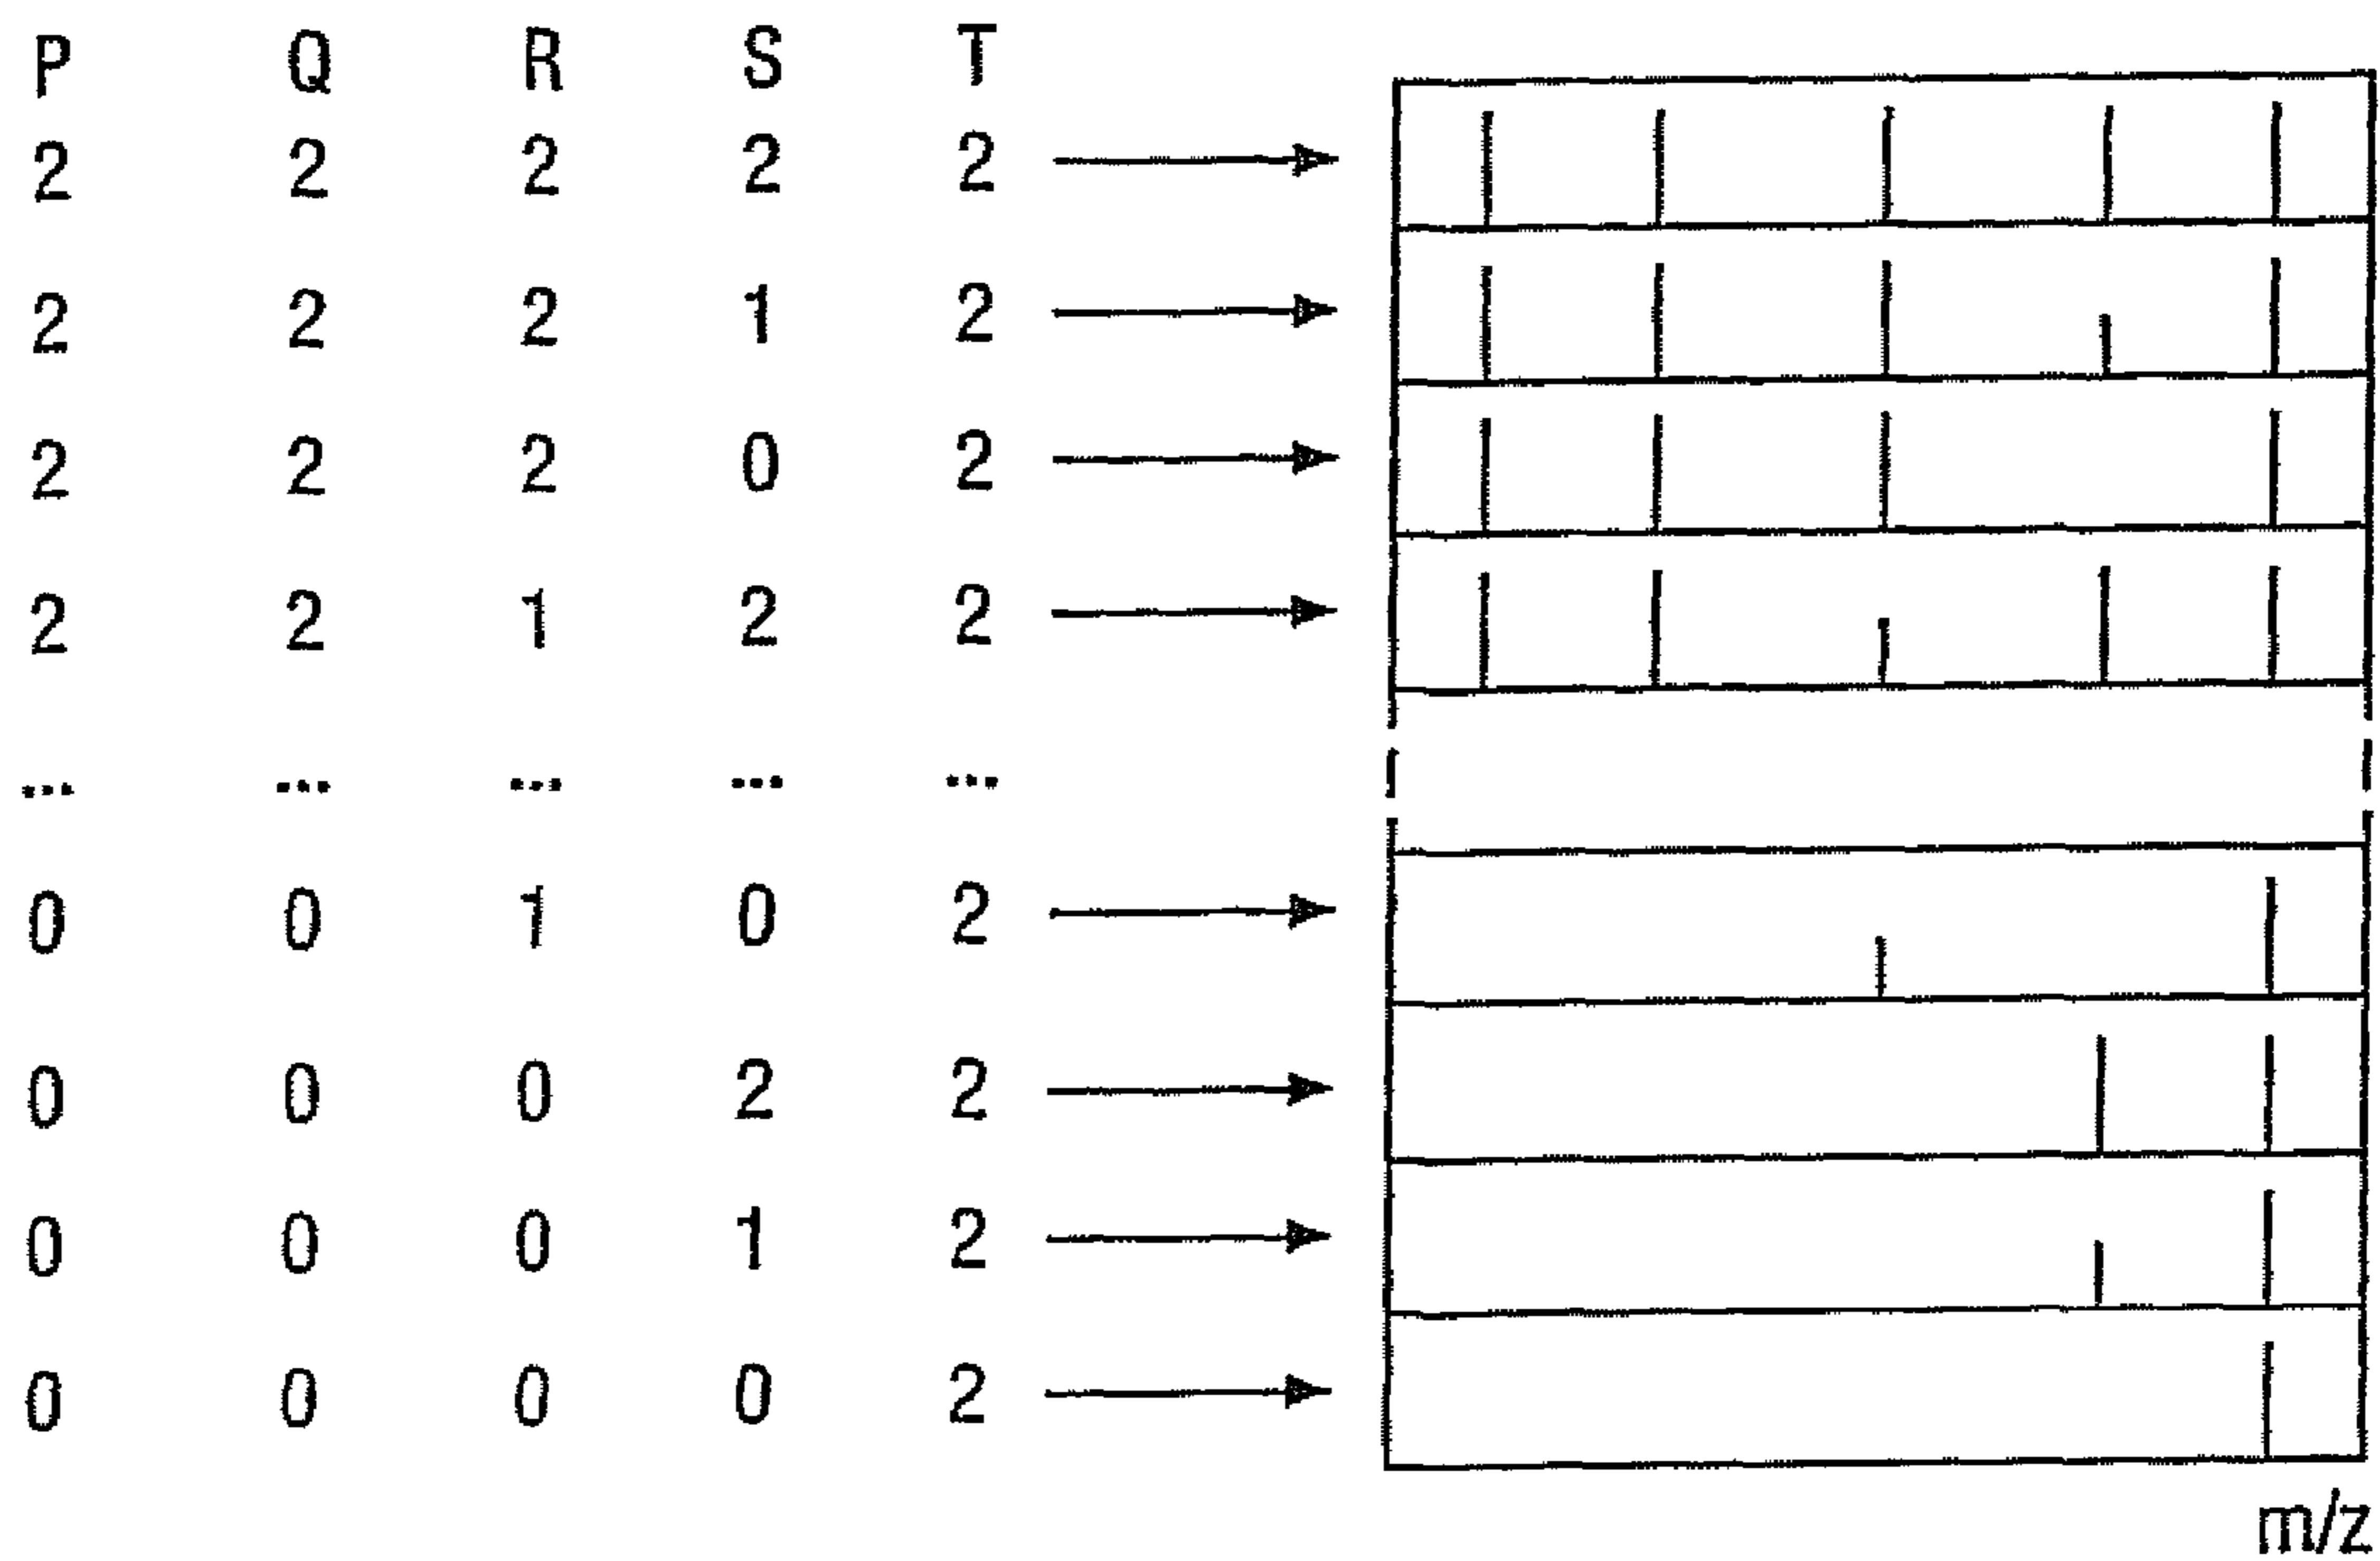 P Q R S T
2 2 2 2 2
2 2 2 1 2
2 2 2 0 2
2 2 1 2 2
... ... ... ... ...
0 0 1 0 2
0 0 0 2 2
0 0 0 1 2
0 0 0 0 2
m/z